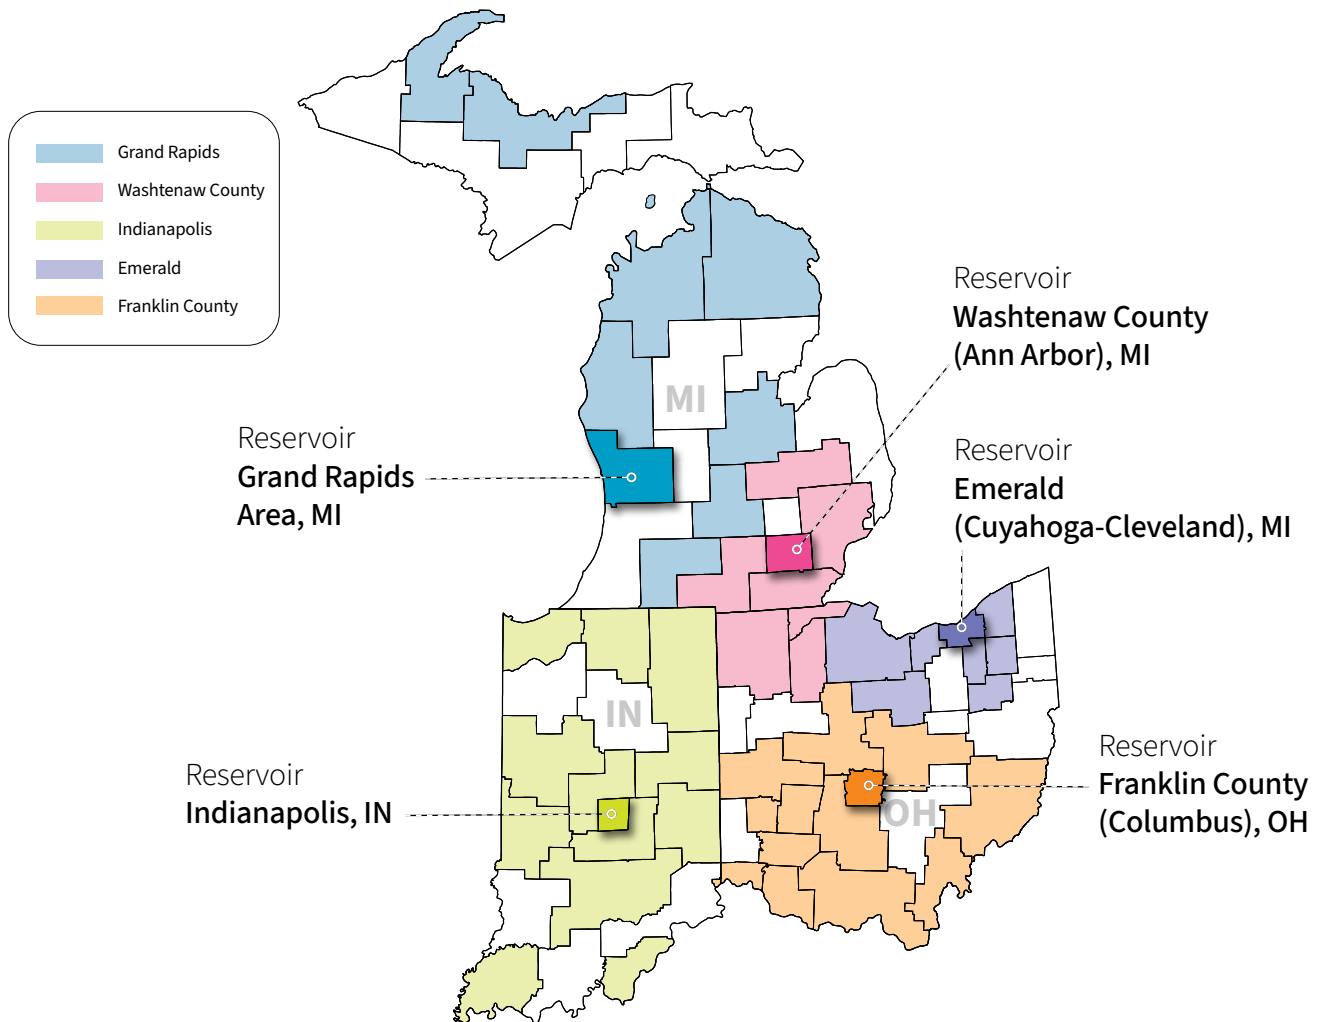 Grand Rapids
Washtenaw County
Indianapolis
Emerald
Franklin County
Reservoir
Washtenaw County
(Ann Arbor), MI
MI
Reservoir
Grand Rapids
Area, MI
Reservoir
Emerald
(Cuyahoga-Cleveland), MI
IN
Reservoir
Indianapolis, IN
Reservoir
Franklin County
(Columbus), OH
OH